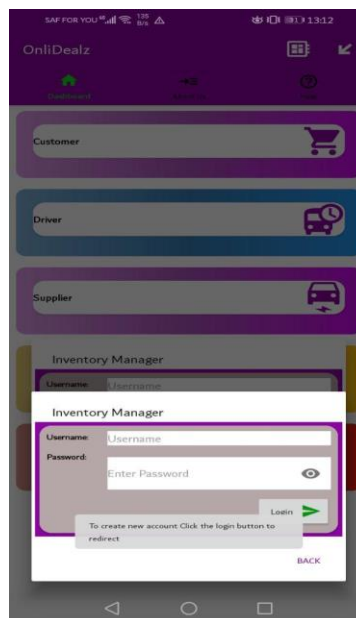 SAF FOR YOU 135 B/s 13:12
OnliDealz
Dashboard
Customer
Driver
Supplier
Inventory Manager
Username: Username
Inventory Manager
Username: Username
Password:
Enter Password
Login
To create new account Click the login button to
redirect
BACK